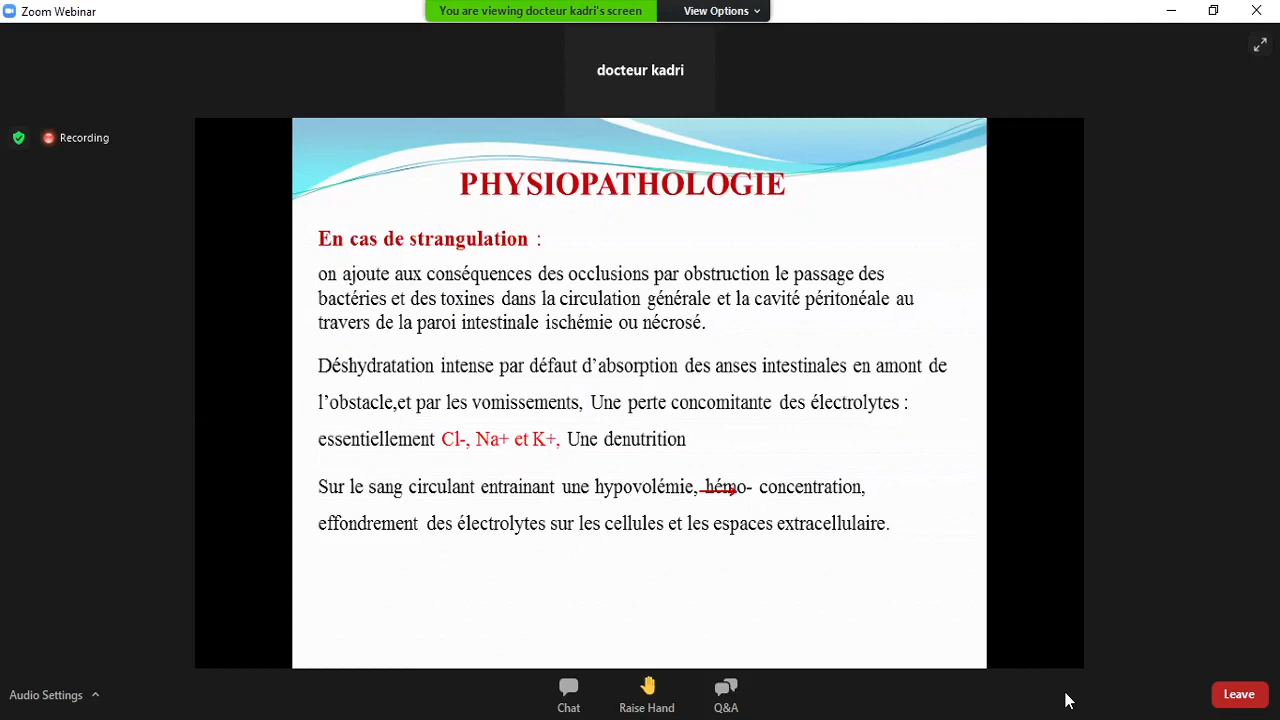 Zoom Webinar
You are viewing docteur kadri's screen
View Options
docteur kadri
Recording
PHYSIOPATHOLOGIE
En cas de strangulation :
on ajoute aux conséquences des occlusions par obstruction le passage des
bactéries et des toxines dans la circulation générale et la cavité péritonéale au
travers de la paroi intestinale ischémie ou nécrosé.
Déshydratation intense par défaut d’absorption des anses intestinales en amont de
l’obstacle,et par les vomissements, Une perte concomitante des électrolytes :
essentiellement Cl-, Na+ et K+, Une denutrition
Sur le sang circulant entrainant une hypovolémie, hémo- concentration,
effondrement des électrolytes sur les cellules et les espaces extracellulaire.
Audio Settings
Chat
Raise Hand
Q&A
Leave